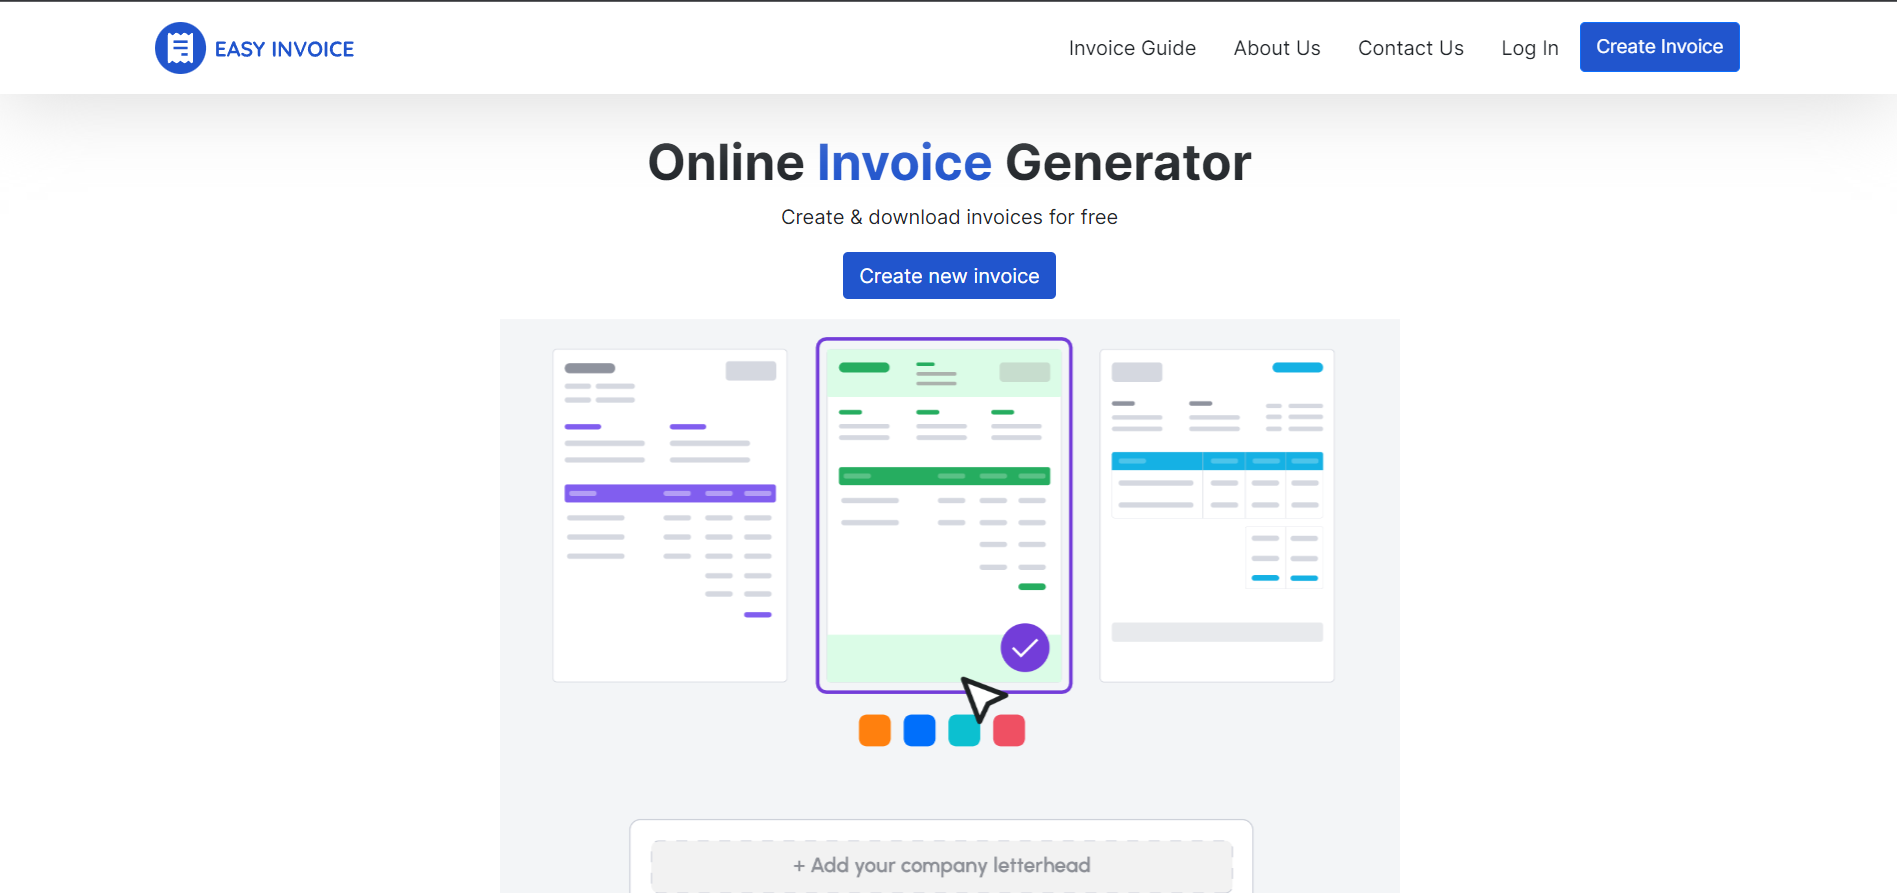 EASY INVOICE
Invoice Guide
About Us
Contact Us
Log In
Create Invoice
Online Invoice Generator
Create & download invoices for free
Create new invoice
+ Add your company letterhead